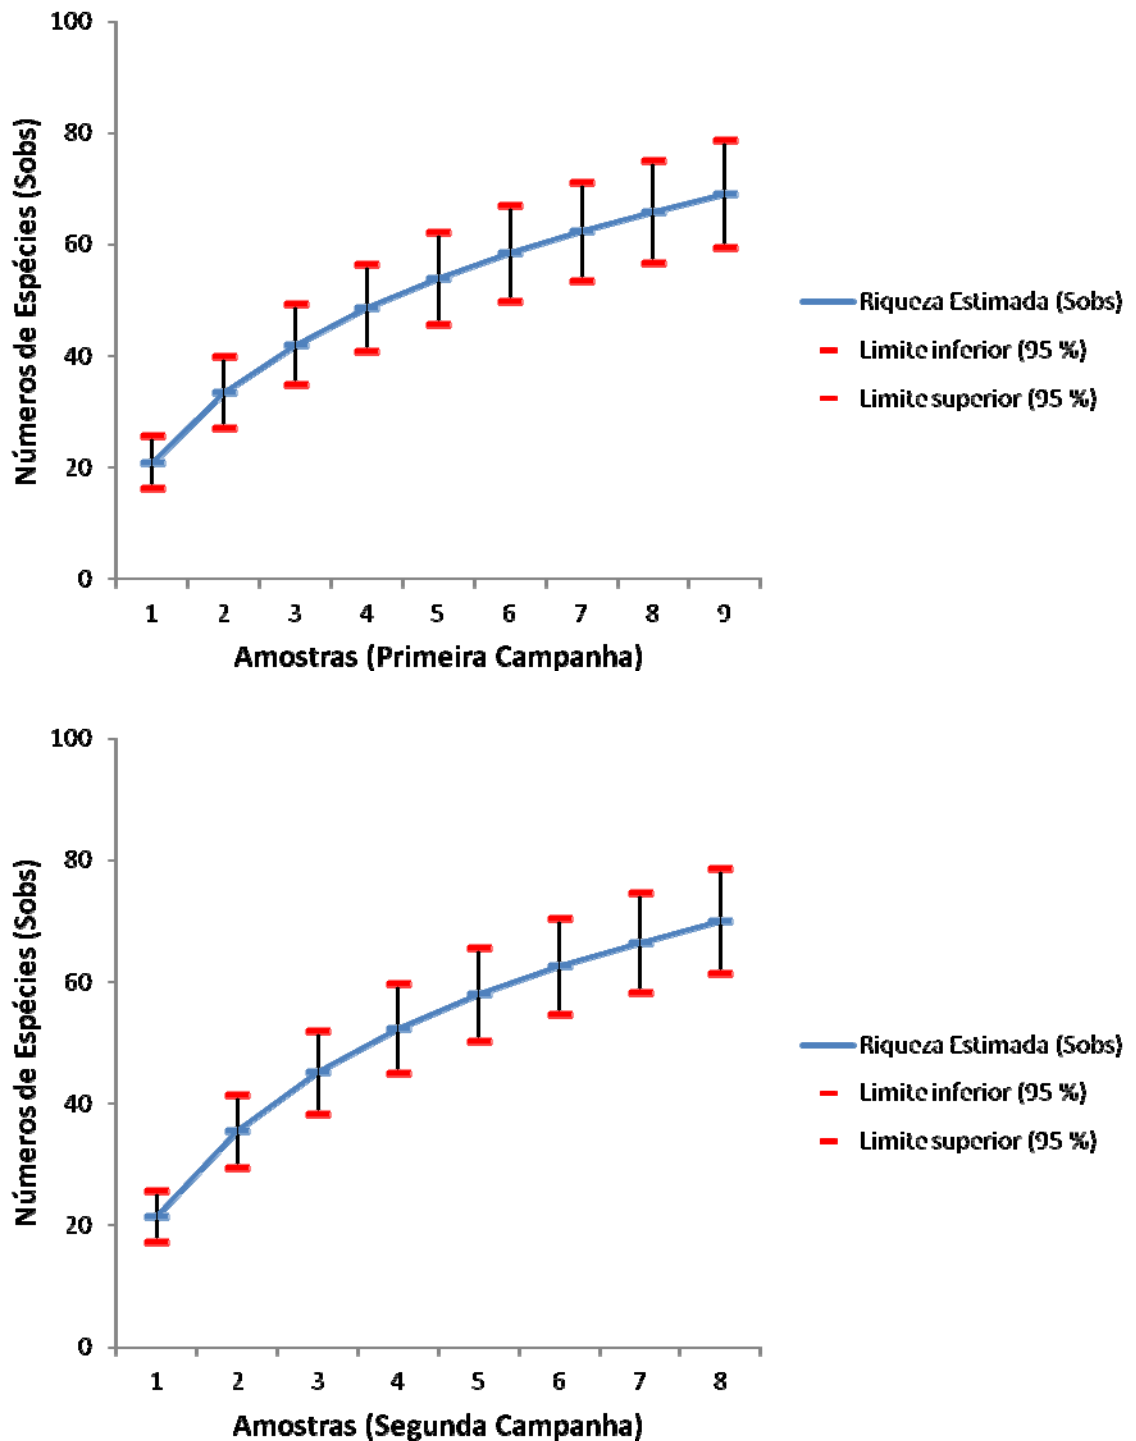 100
80
60
40
20
0
Números de Espécies (Sobs)
1 2 3 4 5 6 7 8 9
Amostras (Primeira Campanha)
Riqueza Estimada (Sobs)
Limite inferior (95 %)
Limite superior (95 %)
100
80
60
40
20
0
Números de Espécies (Sobs)
1 2 3 4 5 6 7 8
Amostras (Segunda Campanha)
Riqueza Estimada (Sobs)
Limite inferior (95 %)
Limite superior (95 %)